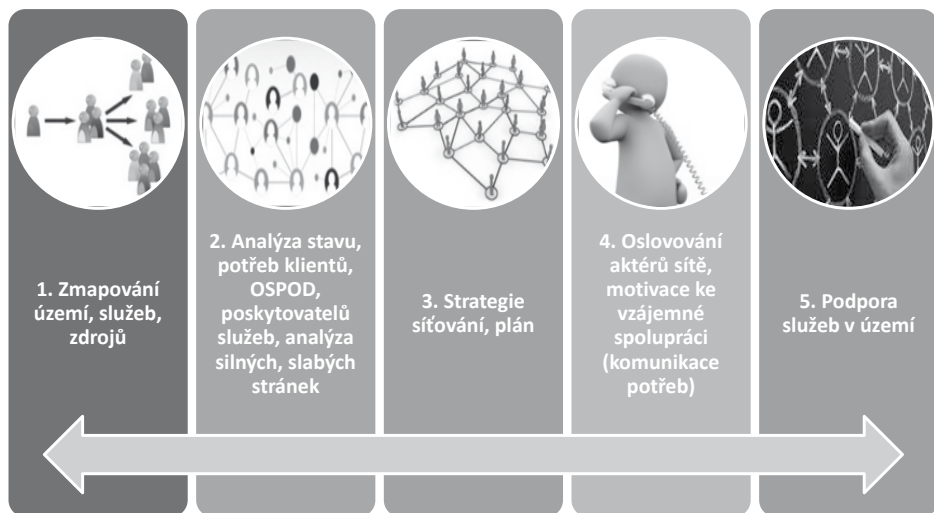 1. Zmapování
území, služeb,
zdrojů
2. Analýza stavu,
potřeb klientů,
OSPOD,
poskytovatelů
služeb, analýza
silných, slabých
stránek
3. Strategie
síťování, plán
4. Oslovování
aktérů sítě,
motivace ke
vzájemné
spolupráci
(komunikace
potřeb)
5. Podpora
služeb v území